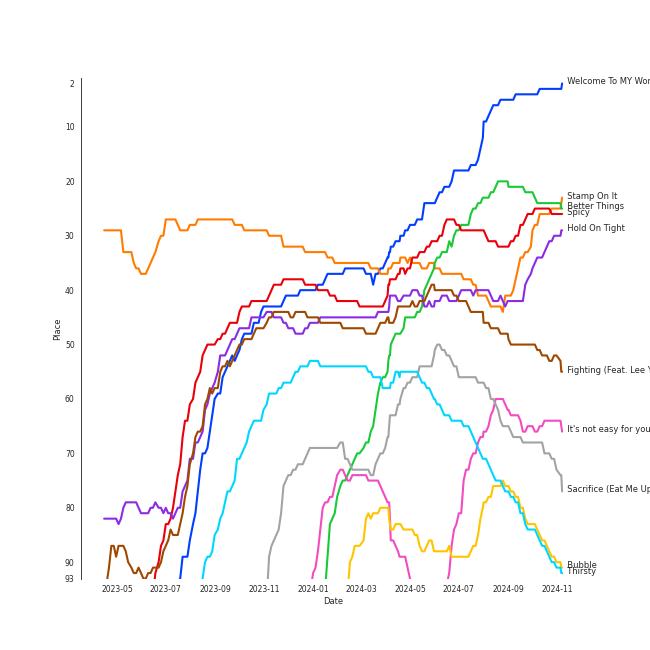 2
10
20
30
40
50
60
70
80
90
93
Place
2023-05
2023-07
2023-09
2023-11
2024-01
2024-03
2024-05
2024-07
2024-09
2024-11
Date
Welcome To MY Wor
Stamp On It
Better Things
Spicy
Hold On Tight
Fighting (Feat. Lee Y
It's not easy for you
Sacrifice (Eat Me Up
Bubble
Thirsty